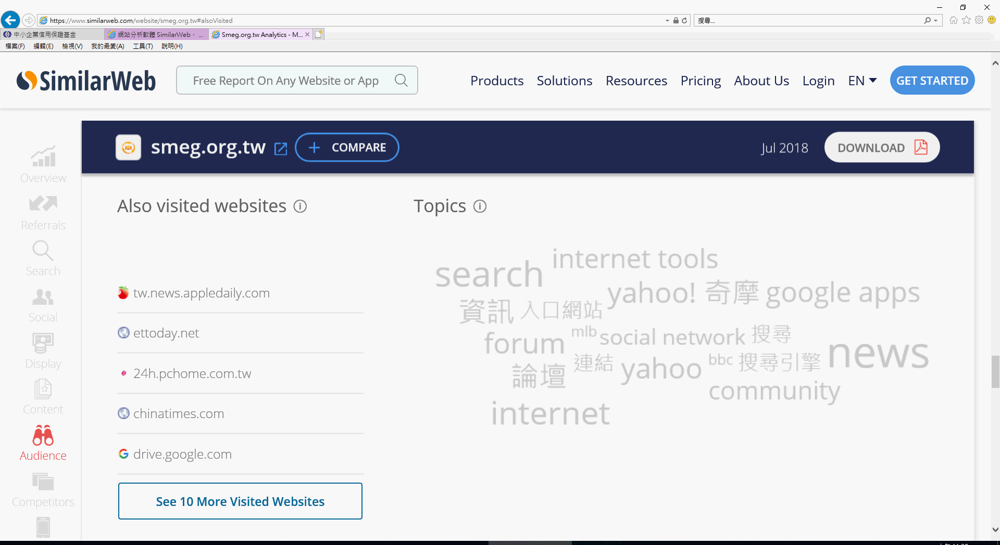 https://www.similarweb.com/website/smeg.org.tw#alsoVisited
搜尋...
中小企業信用保證基金
網站分析軟體 SimilarWeb， ...
Smeg.org.tw Analytics - M...
檔案(F) 編輯(E) 檢視(V) 我的最愛(A) 工具(T) 說明(H)
SimilarWeb
Free Report On Any Website or App
Products Solutions Resources Pricing About Us Login EN
GET STARTED
smeg.org.tw
COMPARE
Jul 2018
DOWNLOAD
Overview
Referrals
Search
Social
Display
Content
Audience
Competitors
Also visited websites
tw.news.appledaily.com
ettoday.net
24h.pchome.com.tw
chinatimes.com
drive.google.com
See 10 More Visited Websites
Topics
internet tools
search
yahoo! 奇摩 google apps
資訊 入口網站
forum mlb social network 搜尋
論壇 連結 yahoo bbc 搜尋引擎 news
community
internet